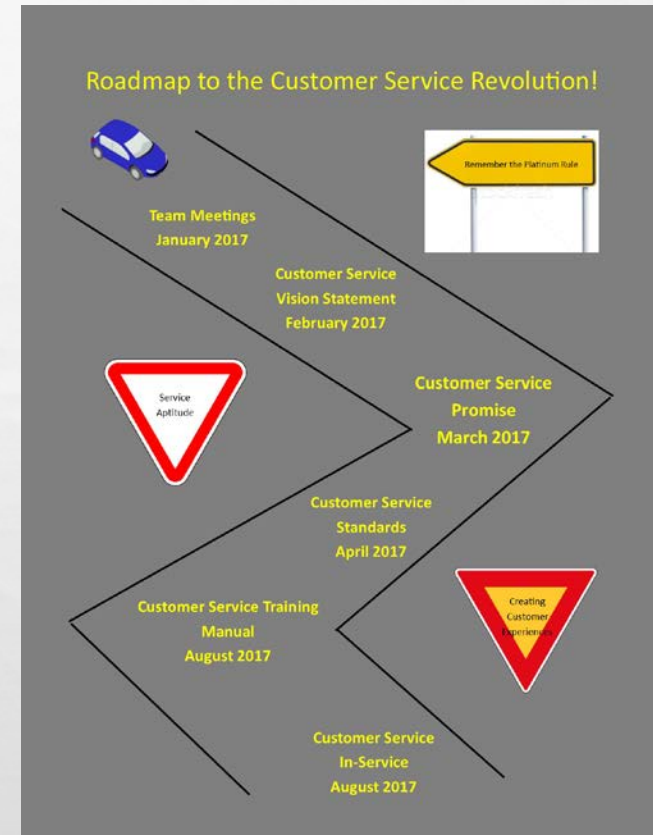 Roadmap to the Customer Service Revolution!
Remember the Platinum Rule
Team Meetings
January 2017
Customer Service
Vision Statement
February 2017
Service
Aptitude
Customer Service
Promise
March 2017
Customer Service
Standards
April 2017
Creating
Customer
Experiences
Customer Service Training
Manual
August 2017
Customer Service
In-Service
August 2017